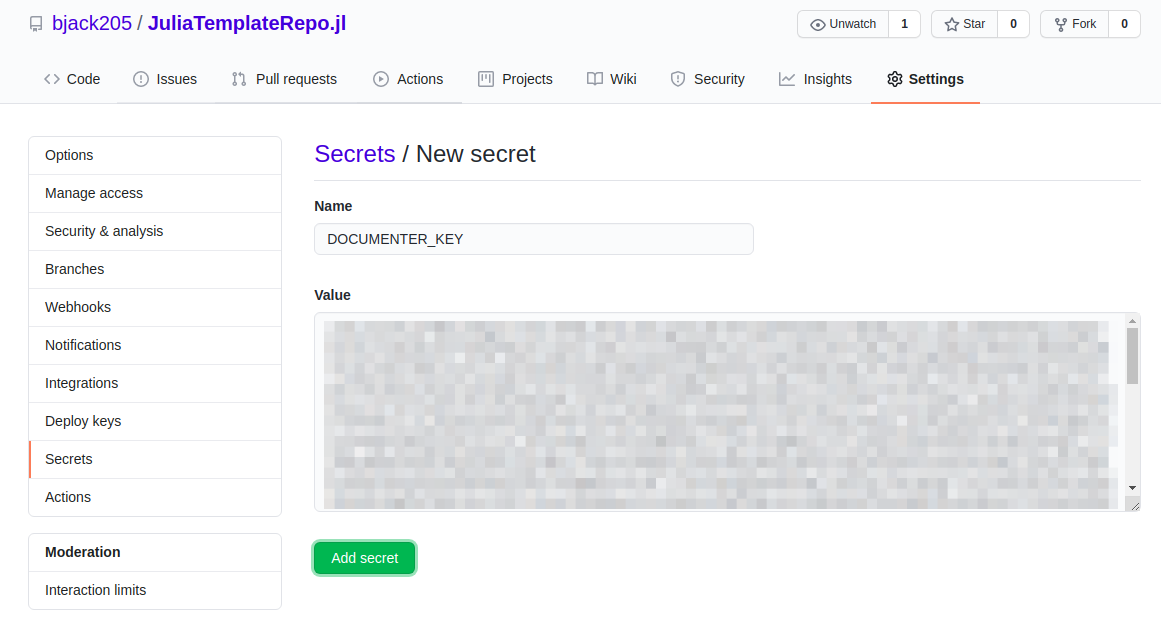 bjack205 / JuliaTemplateRepo.jl
Unwatch 1 Star 0 Fork 0
Code Issues Pull requests Actions Projects Wiki Security Insights Settings
Options
Manage access
Security & analysis
Branches
Webhooks
Notifications
Integrations
Deploy keys
Secrets
Actions
Moderation
Interaction limits
Secrets / New secret
Name
DOCUMENTER_KEY
Value
Add secret